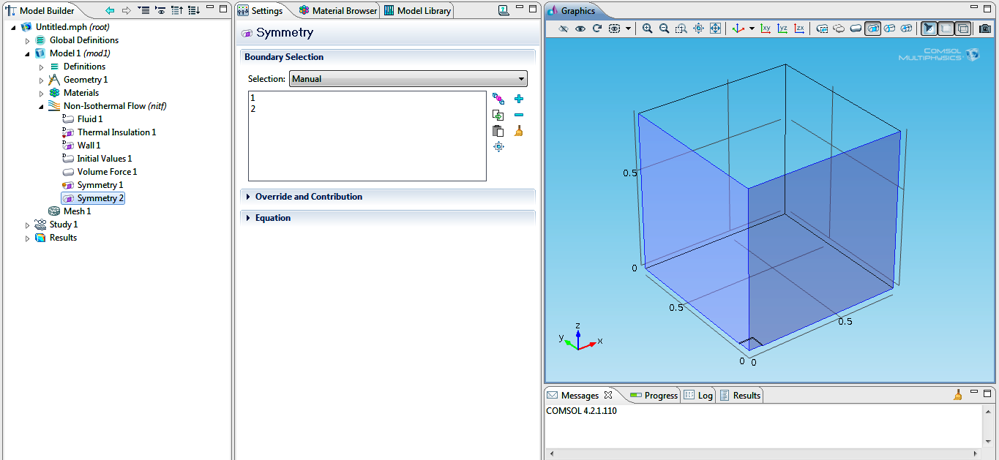 Model Builder
Untitled.mph (root)
Global Definitions
Model 1 (mod1)
Definitions
Geometry 1
Materials
Non-Isothermal Flow (nitf)
D Fluid 1
D Thermal Insulation 1
D Wall 1
D Initial Values 1
Volume Force 1
Symmetry 1
Symmetry 2
Mesh 1
Study 1
Results
Settings Material Browser Model Library
Symmetry
Boundary Selection
Selection: Manual
1
2
Override and Contribution
Equation
Graphics
xy yz zx
COMSOL
MULTIPHYSICS
0.5
0
0.5
0.5
z
y x
0 0
Messages Progress Log Results
COMSOL 4.2.1.110